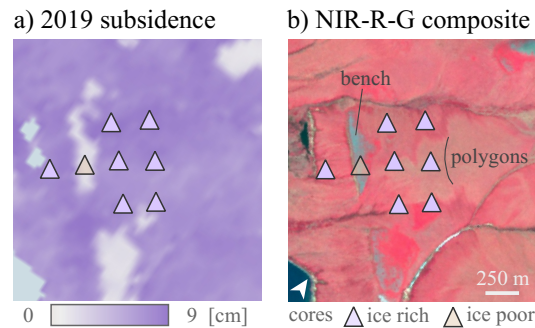 a) 2019 subsidence
b) NIR-R-G composite
bench
polygons
250 m
0 9 [cm]
cores ice rich ice poor